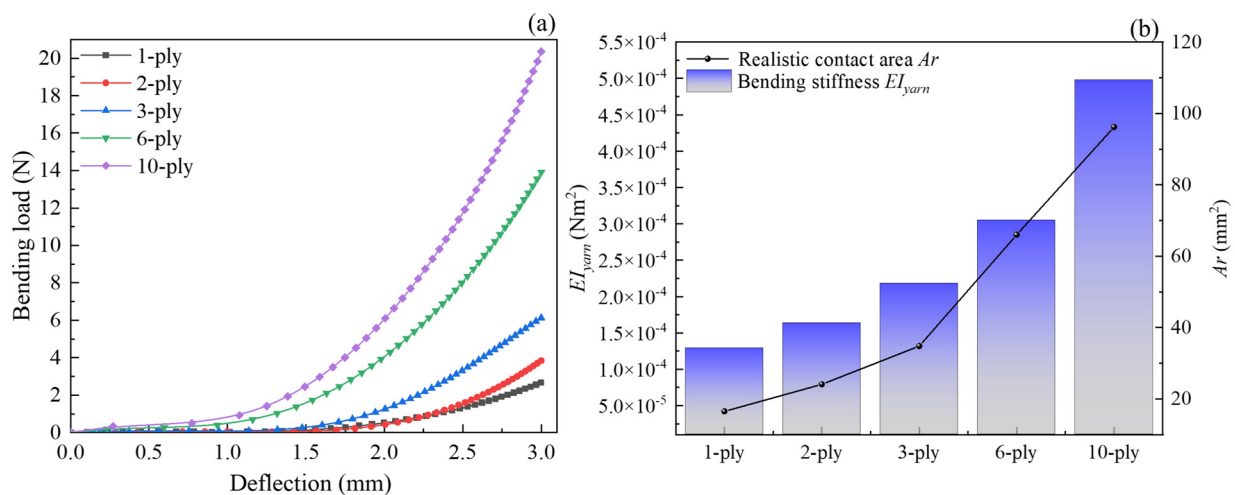 (a)
20
18
16
14
12
10
8
6
4
2
0
Bending load (N)
1-ply
2-ply
3-ply
6-ply
10-ply
0.0 0.5 1.0 1.5 2.0 2.5 3.0
Deflection (mm)
(b)
5.5×10⁻⁴
5.0×10⁻⁴
4.5×10⁻⁴
4.0×10⁻⁴
3.5×10⁻⁴
3.0×10⁻⁴
2.5×10⁻⁴
2.0×10⁻⁴
1.5×10⁻⁴
1.0×10⁻⁴
5.0×10⁻⁵
EIyarn (Nm²)
Realistic contact area Ar
Bending stiffness EIyarn
120
100
80
60
40
20
Ar (mm²)
1-ply 2-ply 3-ply 6-ply 10-ply